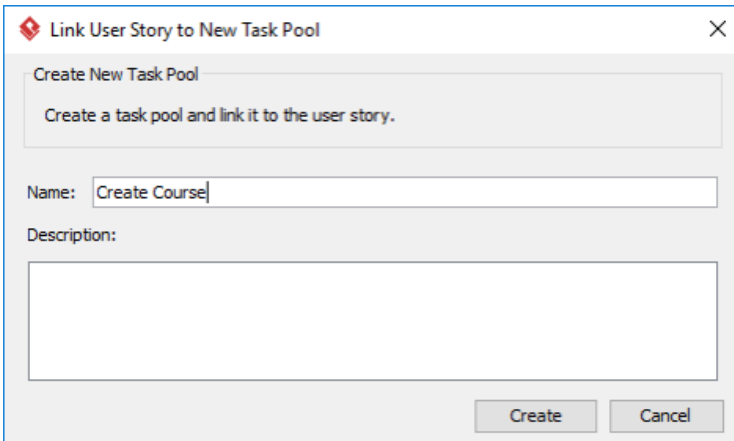 Link User Story to New Task Pool
Create New Task Pool
Create a task pool and link it to the user story.
Name: Create Course
Description:
Create Cancel